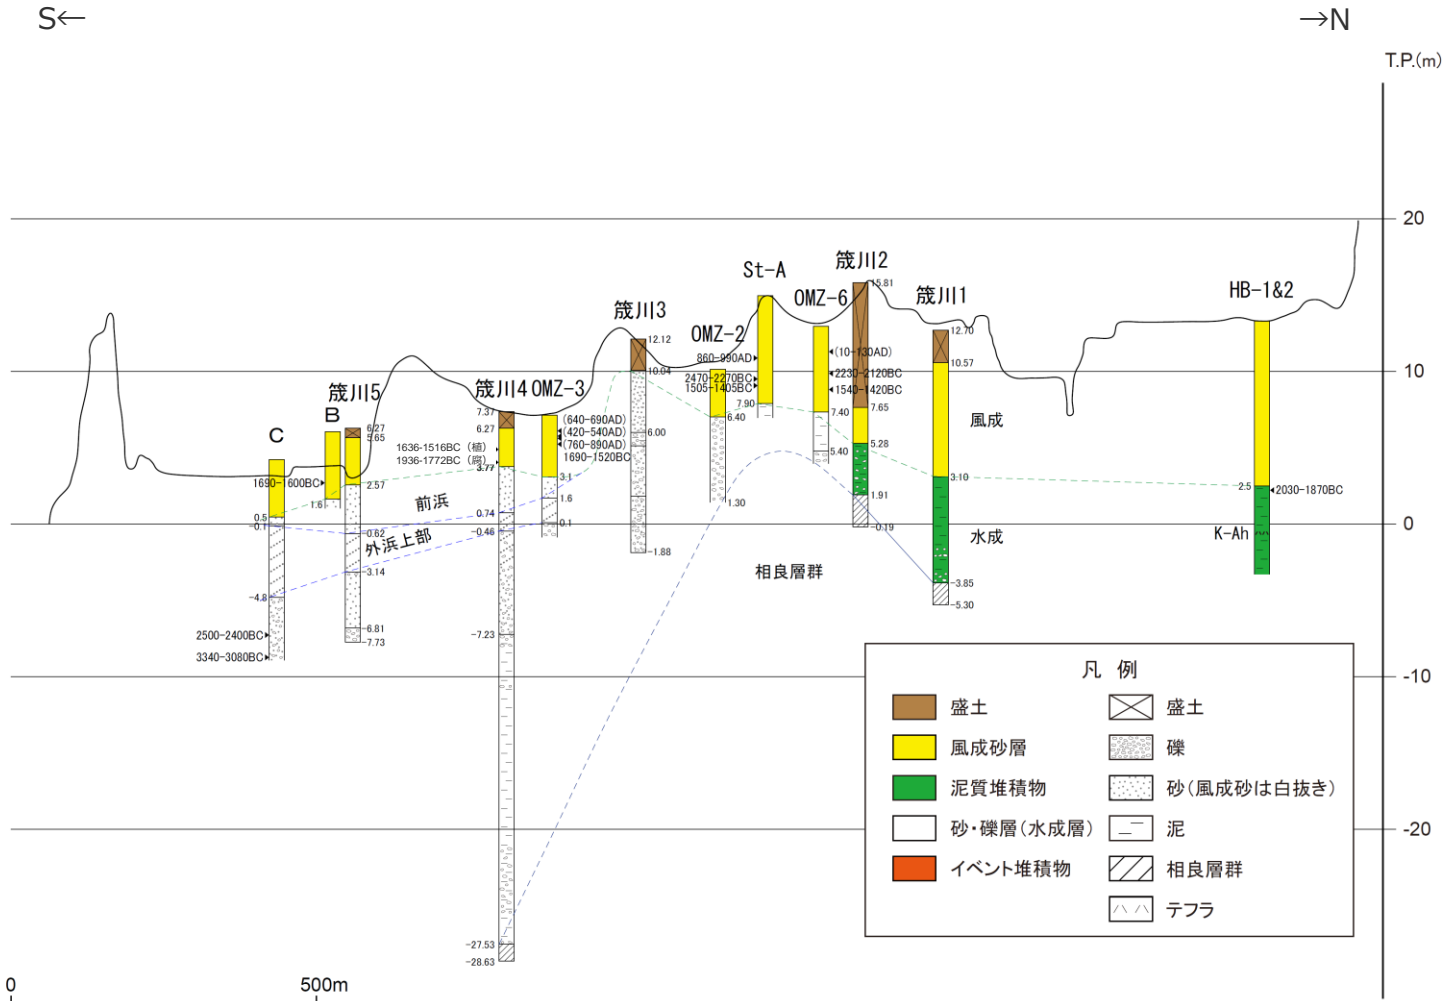 S←
→N
T.P.(m)
20
10
0
-10
-20
C
0.5
-0.1
-4.8
2500-2400BC
3340-3080BC
B
1690-1600BC
1.6
筬川5
6.27
5.65
2.57
-0.62
-3.14
-6.81
-7.73
前浜
外浜上部
筬川4
7.37
6.27
1636-1516BC (植)
1936-1772BC (腐)
3.77
0.74
-0.46
-7.23
-27.53
-28.63
OMZ-3
(640-690AD)
(420-540AD)
(760-890AD)
1690-1520BC
3.1
1.6
0.1
筬川3
12.12
10.04
6.00
-1.88
OMZ-2
6.40
1.30
St-A
860-990AD
2470-2270BC
1505-1405BC
7.90
OMZ-6
(10-130AD)
2230-2120BC
1540-1420BC
7.40
5.40
筬川2
15.81
7.65
5.28
1.91
-0.19
筬川1
12.70
10.57
3.10
-3.85
-5.30
風成
水成
相良層群
HB-1&2
2.5
2030-1870BC
K-Ah
凡 例
盛土
風成砂層
泥質堆積物
砂・礫層(水成層)
イベント堆積物
盛土
礫
砂(風成砂は白抜き)
泥
相良層群
テフラ
0
500m